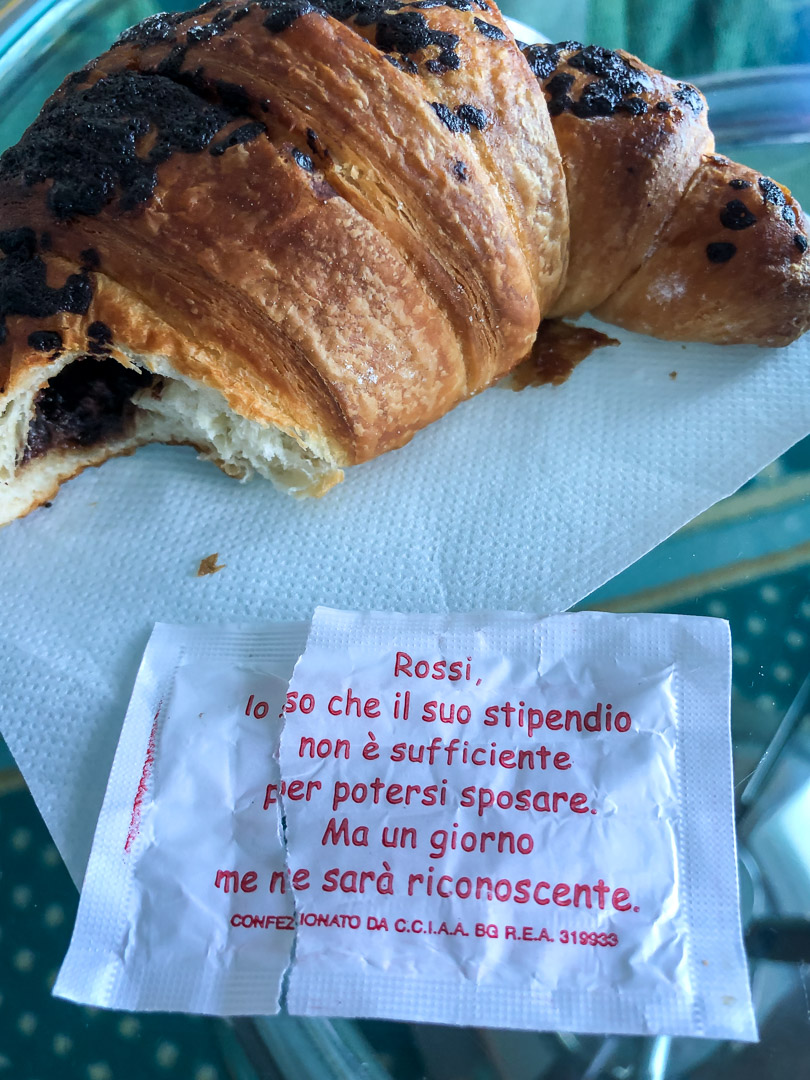 Rossi,
lo so che il suo stipendio
non è sufficiente
per potersi sposare.
Ma un giorno
me ne sarà riconoscente.
CONFEZIONATO DA C.C.I.A.A. BG R.E.A. 319933